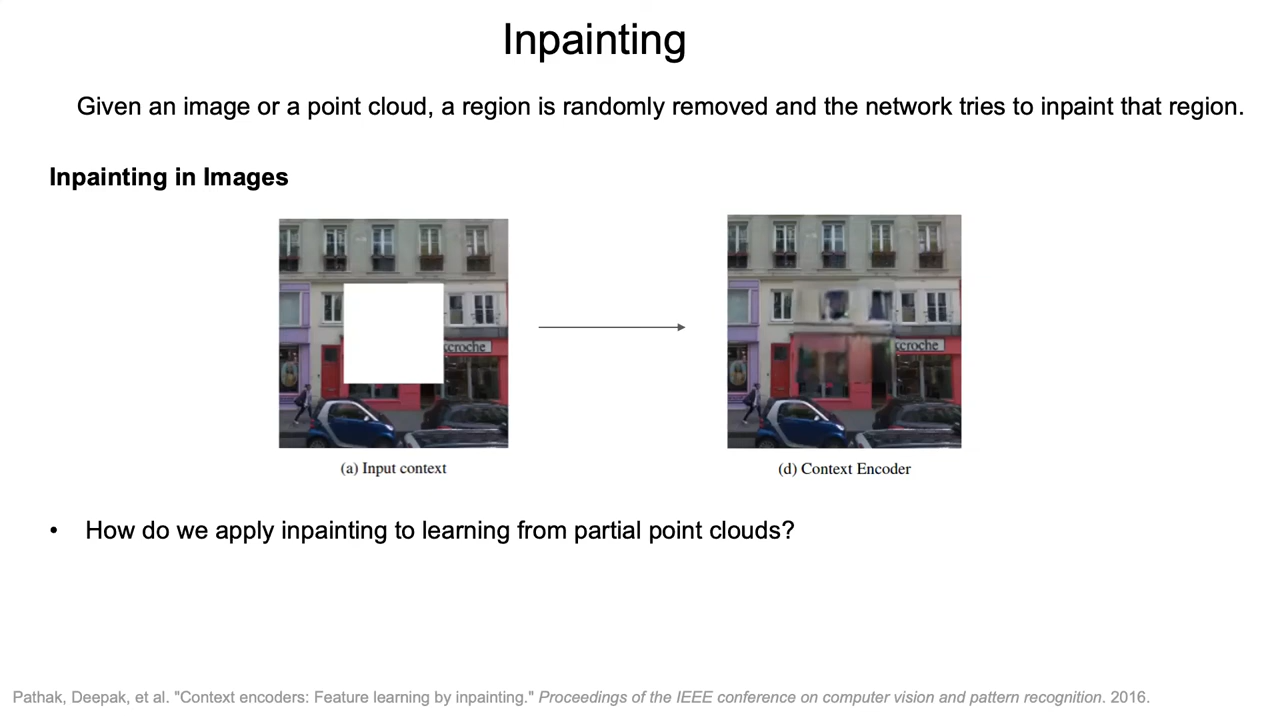 Inpainting
Given an image or a point cloud, a region is randomly removed and the network tries to inpaint that region.
Inpainting in Images
ccroche
ccroche
(a) Input context
(d) Context Encoder
• How do we apply inpainting to learning from partial point clouds?
Pathak, Deepak, et al. "Context encoders: Feature learning by inpainting." Proceedings of the IEEE conference on computer vision and pattern recognition. 2016.